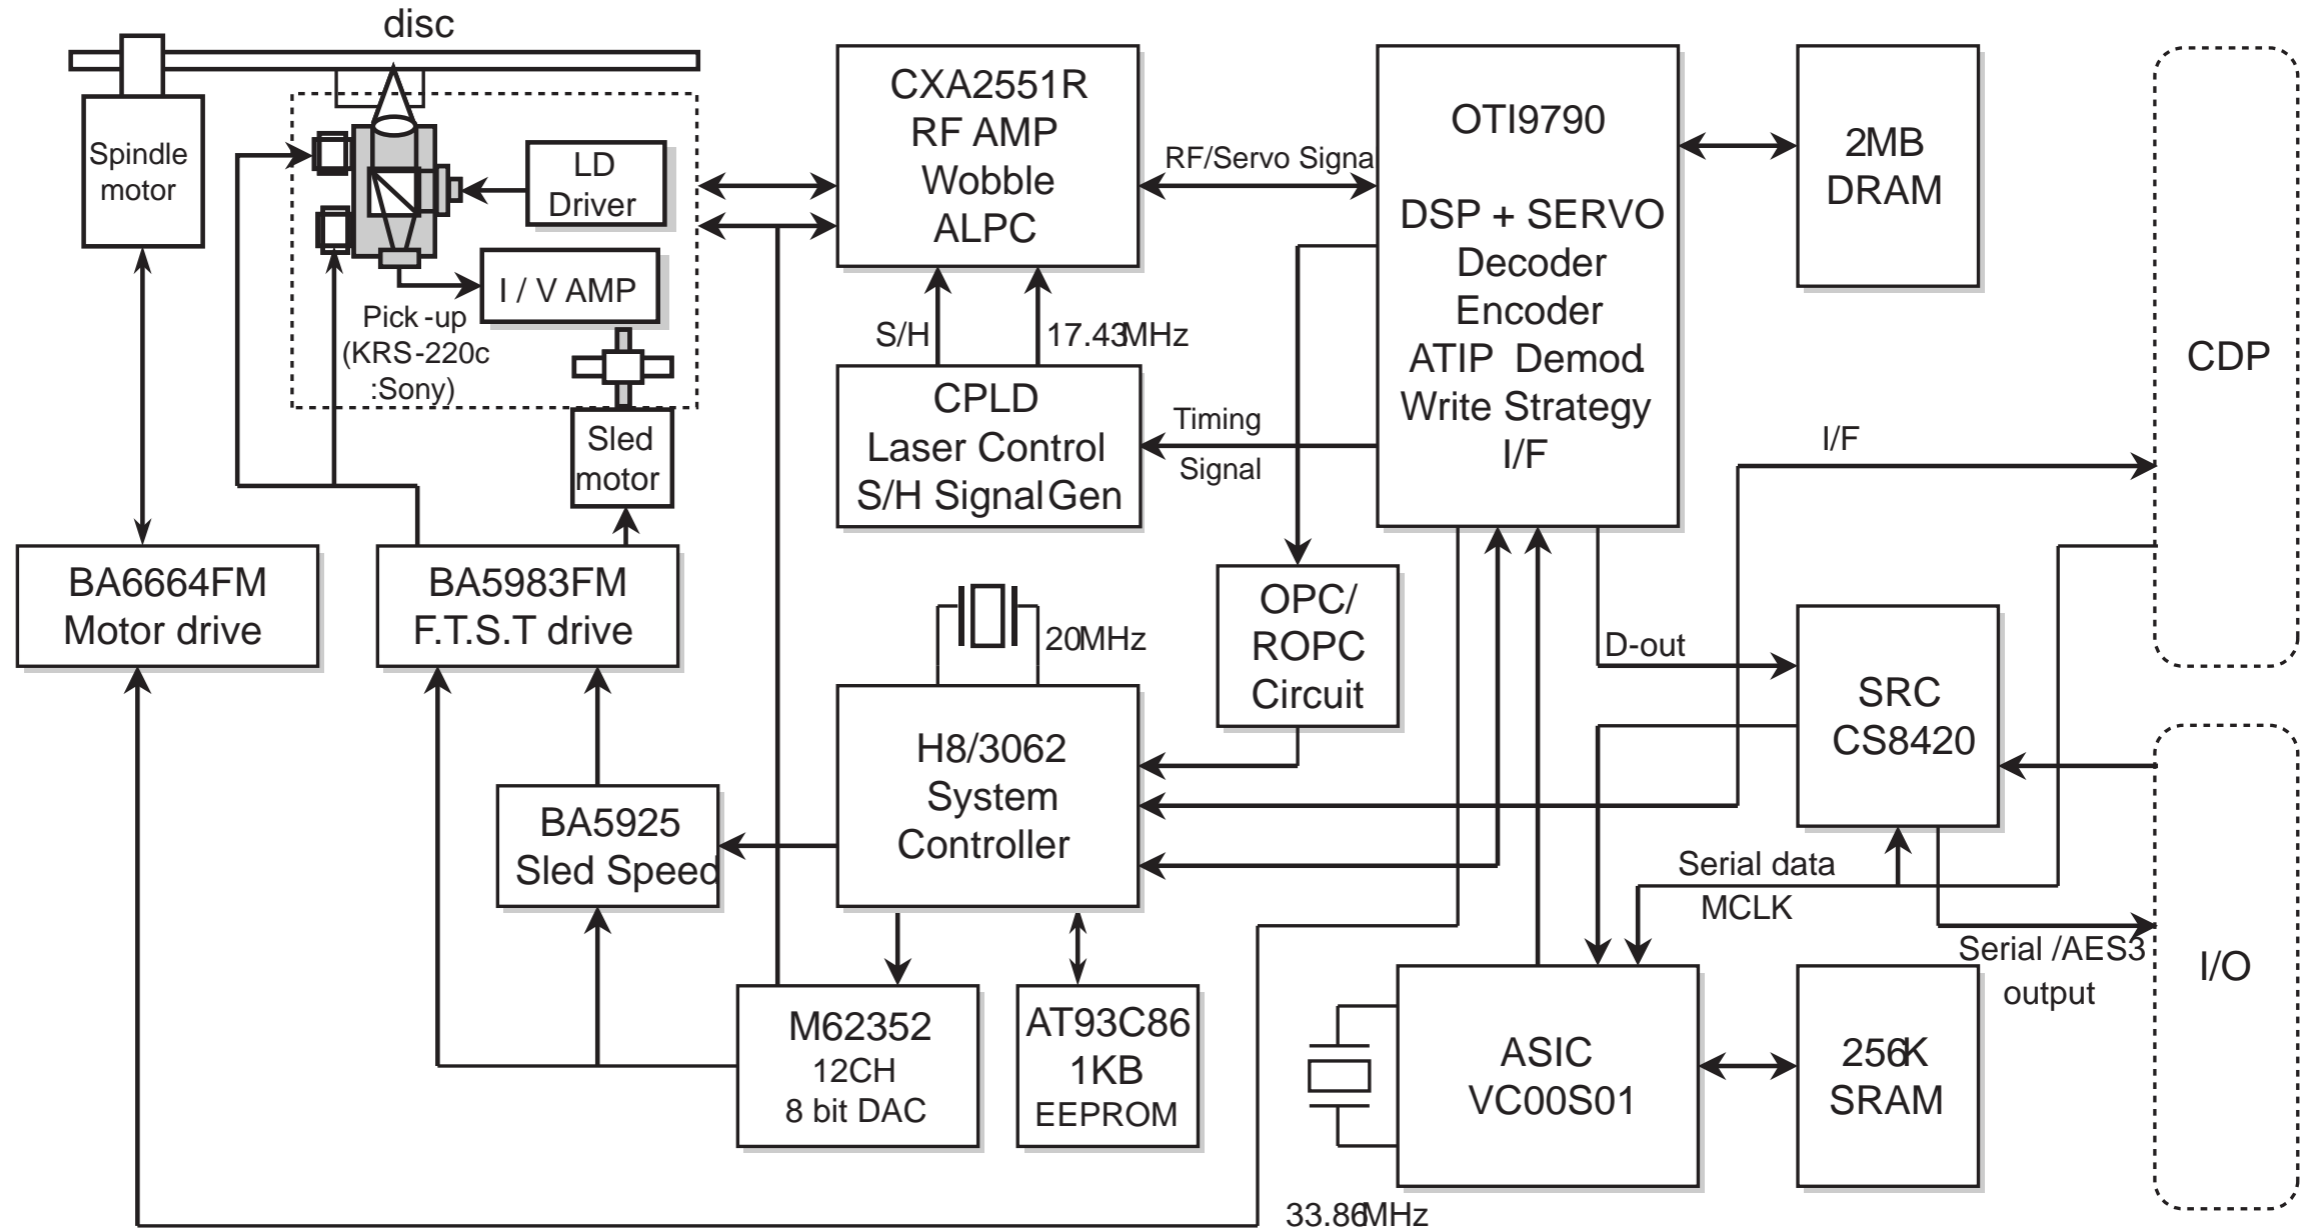 disc
Spindle
motor
LD
Driver
I / V AMP
Pick -up
(KRS -220c
:Sony)
Sled
motor
CXA2551R
RF AMP
Wobble
ALPC
RF/Servo Signa
OTI9790
DSP + SERVO
Decoder
Encoder
ATIP Demod.
Write Strategy
I/F
2MB
DRAM
CDP
S/H
17.43MHz
CPLD
Laser Control
S/H Signal Gen
Timing
Signal
I/F
BA6664FM
Motor drive
BA5983FM
F.T.S.T drive
20MHz
OPC/
ROPC
Circuit
D-out
SRC
CS8420
H8/3062
System
Controller
BA5925
Sled Speed
Serial data
MCLK
Serial /AES3
output
I/O
M62352
12CH
8 bit DAC
AT93C86
1KB
EEPROM
ASIC
VC00S01
256K
SRAM
33.86MHz